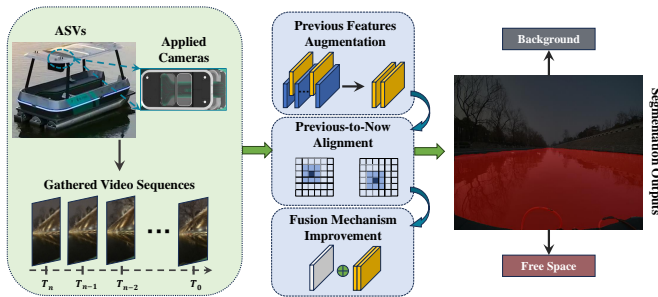 ASVs
Applied
Cameras
Gathered Video Sequences
...
T_n
T_{n-1}
T_{n-2}
T_0
Previous Features
Augmentation
...
Previous-to-Now
Alignment
Fusion Mechanism
Improvement
Background
Segmentation Outputs
Free Space